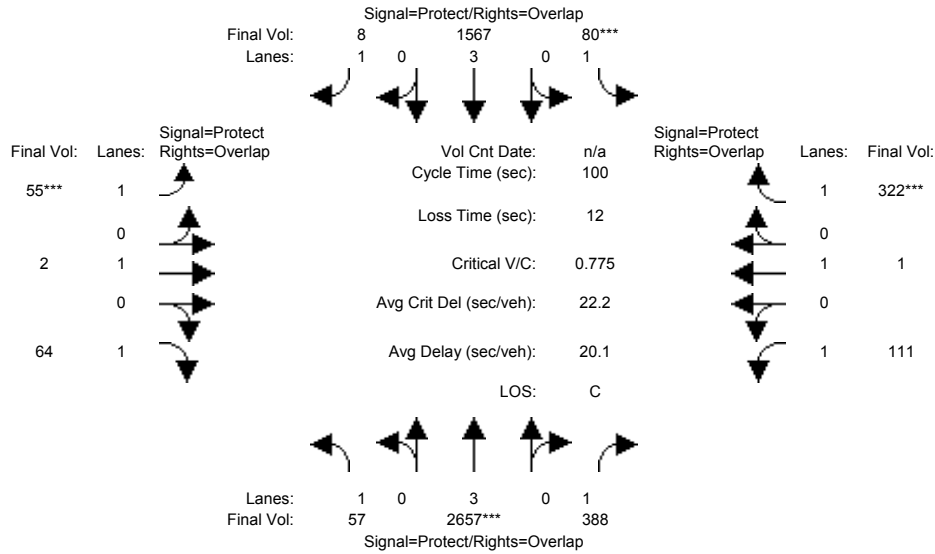 Signal=Protect/Rights=Overlap
Final Vol: 8 1567 80***
Lanes: 1 0 3 0 1
Signal=Protect Signal=Protect
Final Vol: Lanes: Rights=Overlap Vol Cnt Date: n/a Rights=Overlap Lanes: Final Vol:
Cycle Time (sec): 100
55*** 1 1 322***
Loss Time (sec): 12
0 0
2 1 Critical V/C: 0.775 1 1
0 Avg Crit Del (sec/veh): 22.2 0
64 1 Avg Delay (sec/veh): 20.1 1 111
LOS: C
Lanes: 1 0 3 0 1
Final Vol: 57 2657*** 388
Signal=Protect/Rights=Overlap